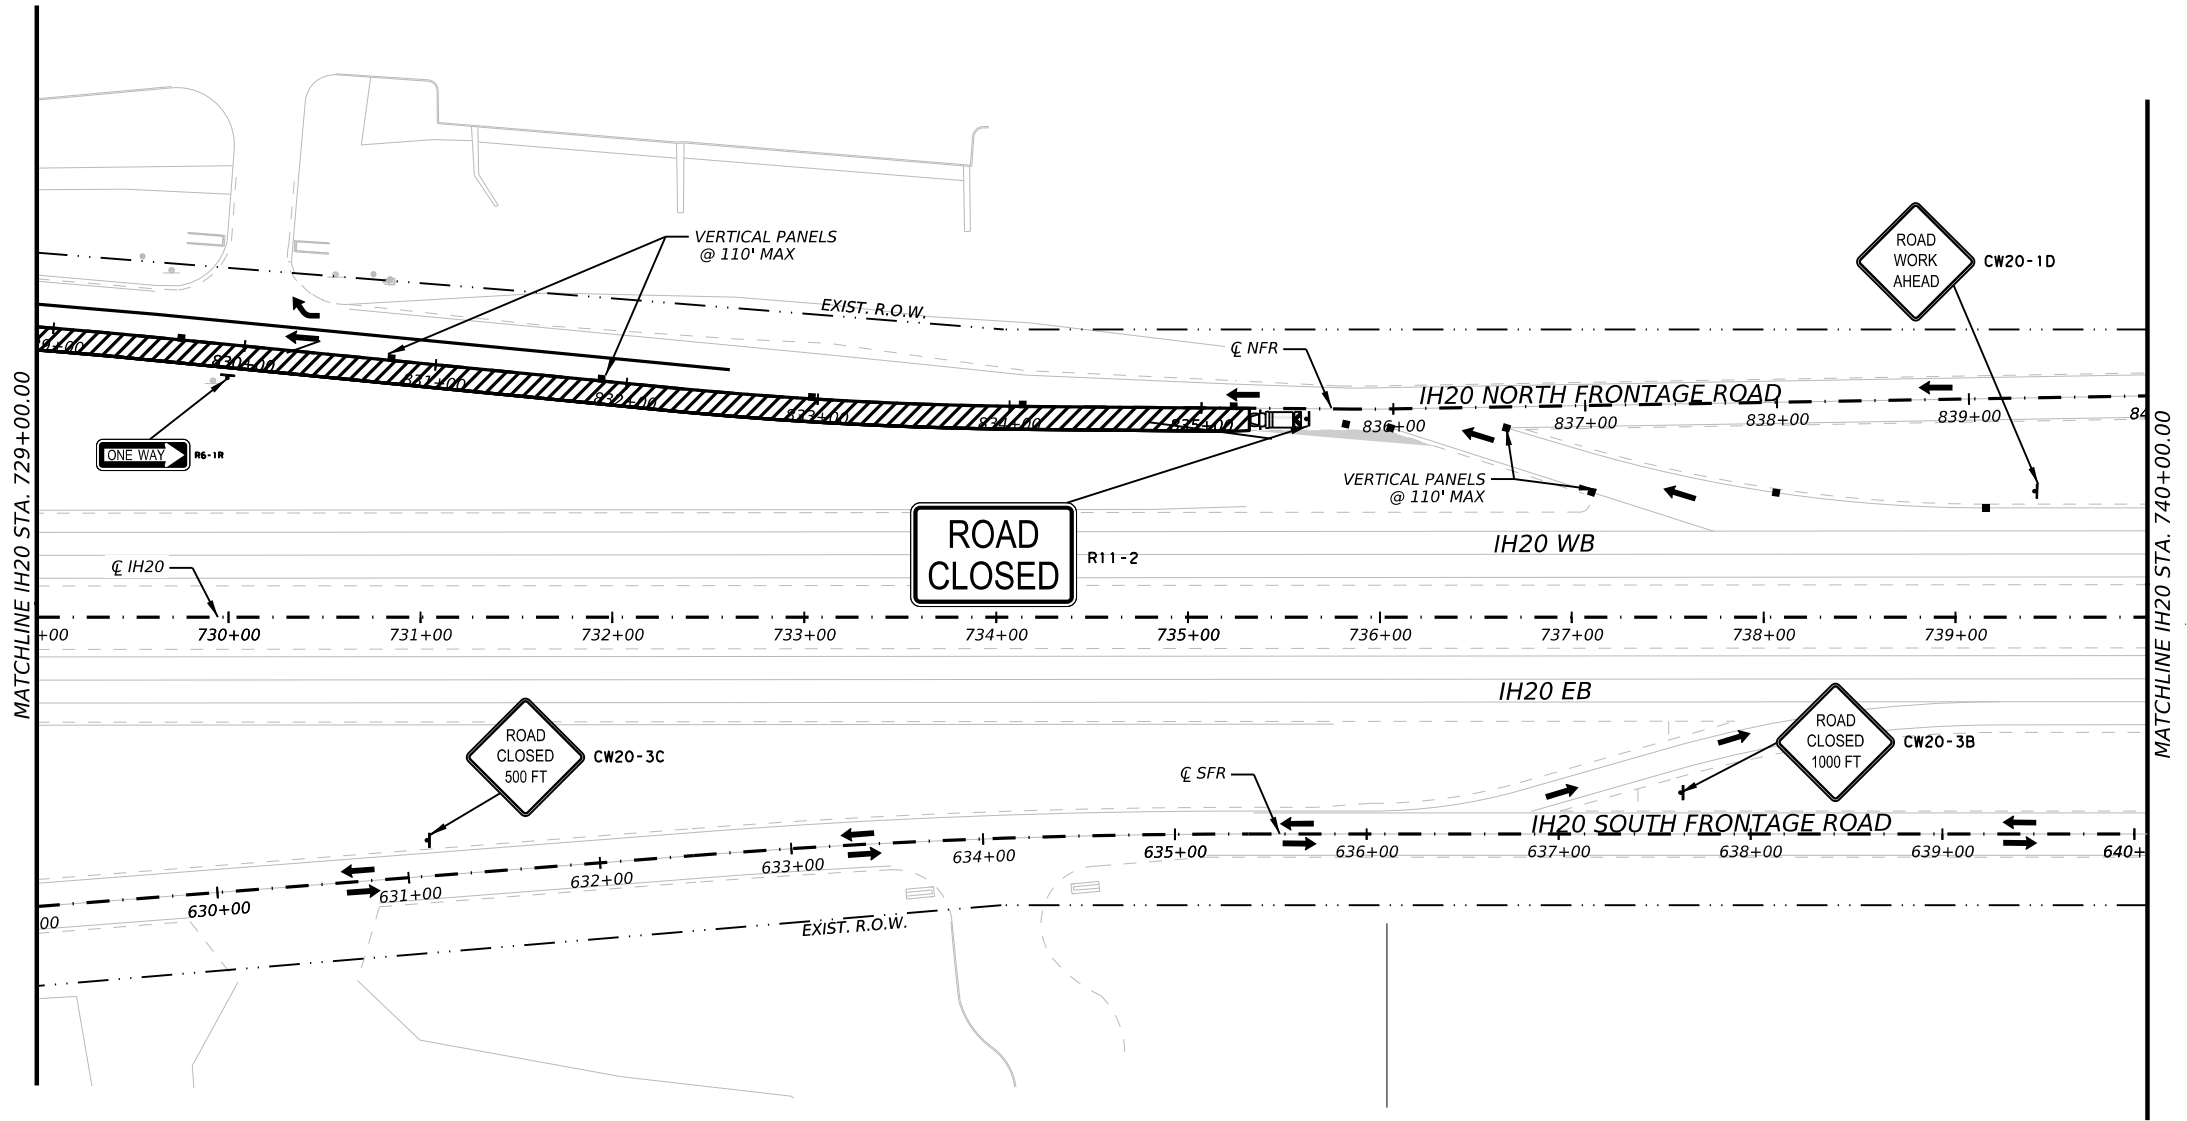 VERTICAL PANELS
@ 110' MAX
ROAD
WORK
AHEAD
CW20-1D
EXIST. R.O.W.
℄ NFR
IH20 NORTH FRONTAGE ROAD
9+00
830+00
831+00
832+00
833+00
834+00
835+00
836+00
837+00
838+00
839+00
84
ONE WAY
R6-1R
VERTICAL PANELS
@ 110' MAX
ROAD
CLOSED
R11-2
IH20 WB
℄ IH20
+00
730+00
731+00
732+00
733+00
734+00
735+00
736+00
737+00
738+00
739+00
MATCHLINE IH20 STA. 729+00.00
MATCHLINE IH20 STA. 740+00.00
IH20 EB
ROAD
CLOSED
500 FT
CW20-3C
ROAD
CLOSED
1000 FT
CW20-3B
℄ SFR
IH20 SOUTH FRONTAGE ROAD
00
630+00
631+00
632+00
633+00
634+00
635+00
636+00
637+00
638+00
639+00
640+
EXIST. R.O.W.